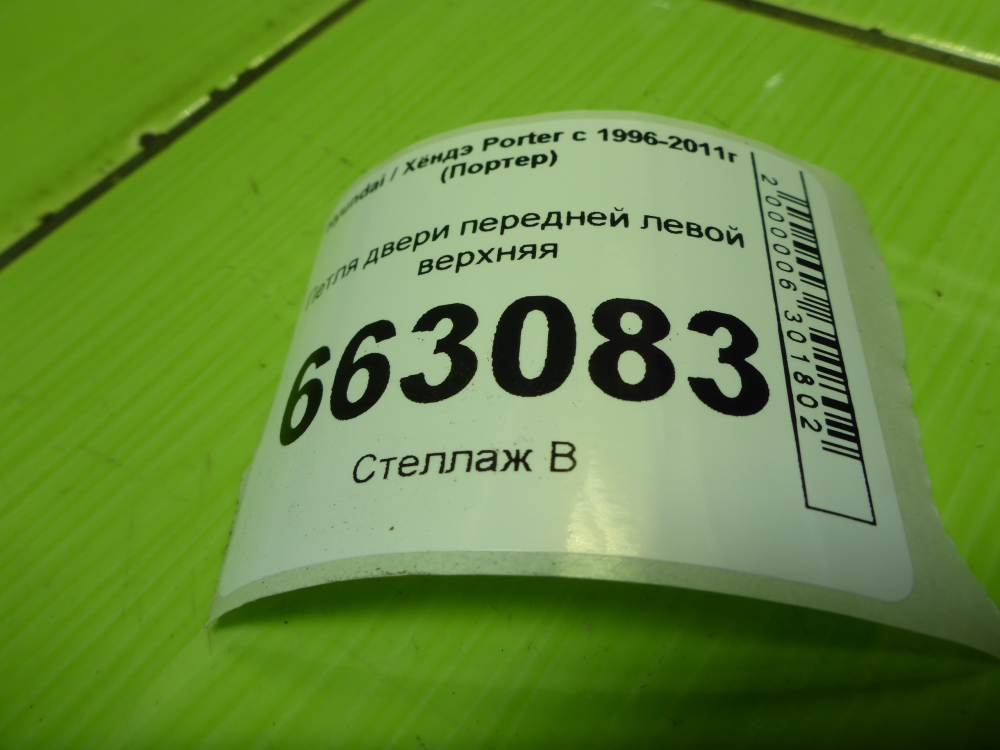 Hyundai / Хёндэ Porter с 1996-2011г
(Портер)
Петля двери передней левой
верхняя
663083
Стеллаж В
2000006301802